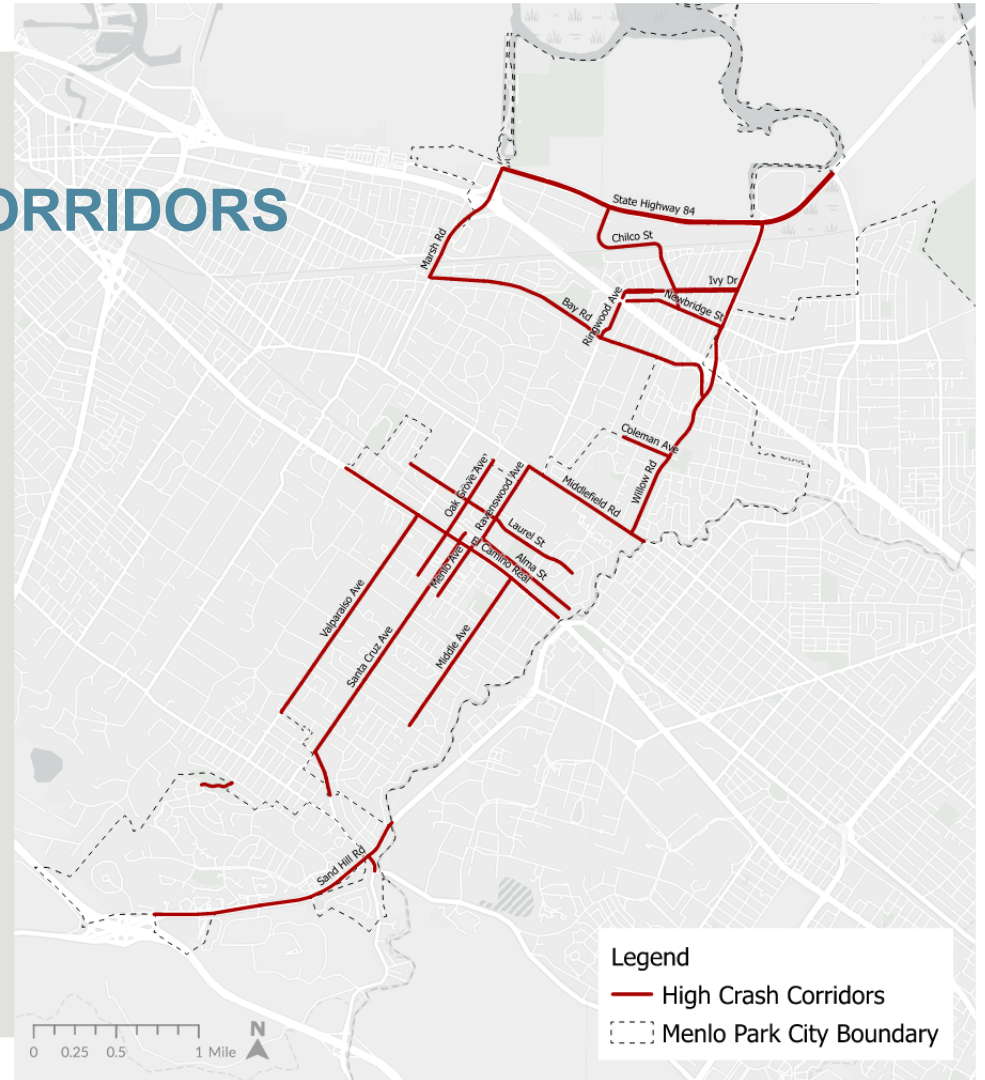 ORRIDORS
State Highway 84
Chilco St
Marsh Rd
Ivy Dr
Newbridge St
Bay Rd
Ringwood Ave
Coleman Ave
Willow Rd
Middlefield Rd
Oak Grove Ave
Ravenswood Ave
Laurel St
Alma St
Camino Real
Menlo Ave
Valparaiso Ave
Santa Cruz Ave
Middle Ave
Sand Hill Rd
Legend
High Crash Corridors
Menlo Park City Boundary
N
0 0.25 0.5 1 Mile